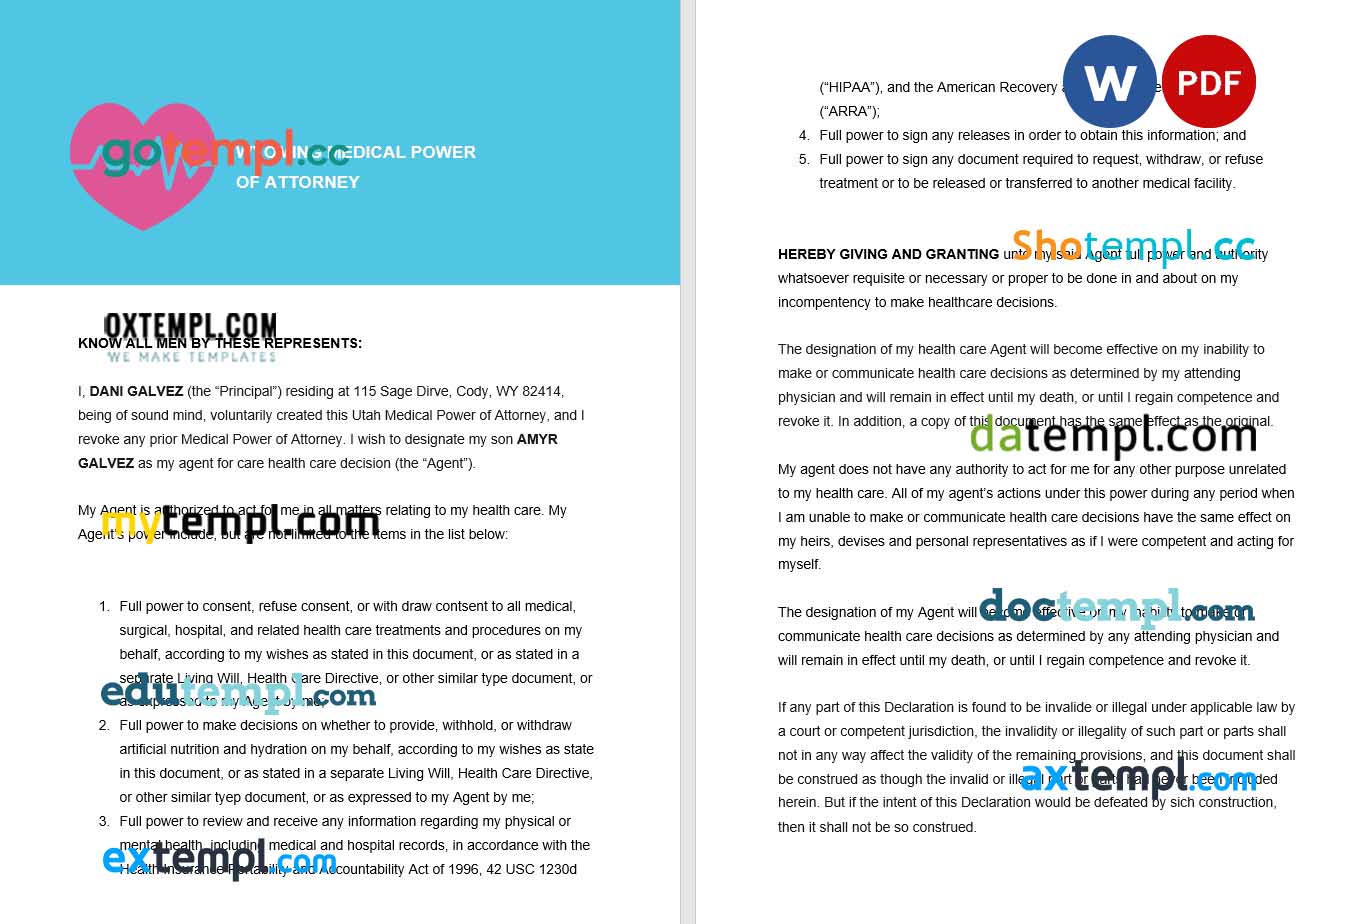 gotempl.cc
WYOMING MEDICAL POWER
OF ATTORNEY
OXTEMPL.COM
WE MAKE TEMPLATES
KNOW ALL MEN BY THESE REPRESENTS:
I, DANI GALVEZ (the “Principal”) residing at 115 Sage Dirve, Cody, WY 82414,
being of sound mind, voluntarily created this Utah Medical Power of Attorney, and I
revoke any prior Medical Power of Attorney. I wish to designate my son AMYR
GALVEZ as my agent for care health care decision (the “Agent”).
My Agent is authorized to act for me in all matters relating to my health care. My
mytempl.com
Agent’s power include, but are not limited to the items in the list below:
1. Full power to consent, refuse consent, or with draw contsent to all medical,
surgical, hospital, and related health care treatments and procedures on my
behalf, according to my wishes as stated in this document, or as stated in a
separate Living Will, Health Care Directive, or other similar type document, or
edutempl.com
as expressed to my Agent by me;
2. Full power to make decisions on whether to provide, withhold, or withdraw
artificial nutrition and hydration on my behalf, according to my wishes as state
in this document, or as stated in a separate Living Will, Health Care Directive,
or other similar tyep document, or as expressed to my Agent by me;
3. Full power to review and receive any information regarding my physical or
mental health, including medical and hospital records, in accordance with the
extempl.com
Health Insurance Portability and Accountability Act of 1996, 42 USC 1230d
W
PDF
(“HIPAA”), and the American Recovery
(“ARRA”);
4. Full power to sign any releases in order to obtain this information; and
5. Full power to sign any document required to request, withdraw, or refuse
treatment or to be released or transferred to another medical facility.
Shotempl.cc
HEREBY GIVING AND GRANTING unto my said Agent full power and authority
whatsoever requisite or necessary or proper to be done in and about on my
incompentency to make healthcare decisions.
The designation of my health care Agent will become effective on my inability to
make or communicate health care decisions as determined by my attending
physician and will remain in effect until my death, or until I regain competence and
revoke it. In addition, a copy of this document has the same effect as the original.
datempl.com
My agent does not have any authority to act for me for any other purpose unrelated
to my health care. All of my agent’s actions under this power during any period when
I am unable to make or communicate health care decisions have the same effect on
my heirs, devises and personal representatives as if I were competent and acting for
myself.
doctempl.com
The designation of my Agent will become effective on my inability to make or
communicate health care decisions as determined by any attending physician and
will remain in effect until my death, or until I regain competence and revoke it.
If any part of this Declaration is found to be invalide or illegal under applicable law by
a court or competent jurisdiction, the invalidity or illegality of such part or parts shall
not in any way affect the validity of the remaining provisions, and this document shall
be construed as though the invalid or illegal part or parts had never been included
axtempl.com
herein. But if the intent of this Declaration would be defeated by sich construction,
then it shall not be so construed.